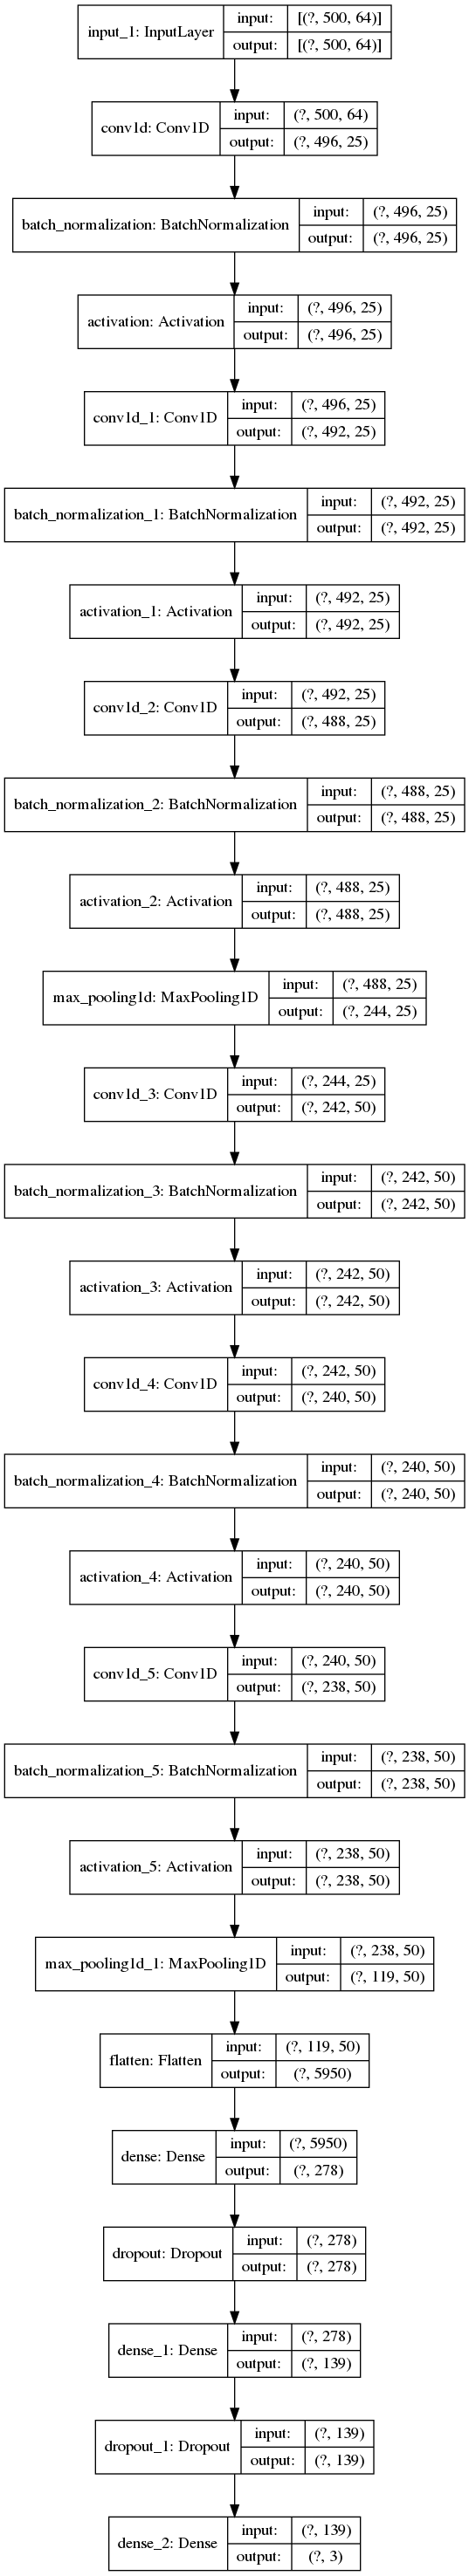 input_1: InputLayer
input: [(?, 500, 64)]
output: [(?, 500, 64)]
conv1d: Conv1D
input: (?, 500, 64)
output: (?, 496, 25)
batch_normalization: BatchNormalization
input: (?, 496, 25)
output: (?, 496, 25)
activation: Activation
input: (?, 496, 25)
output: (?, 496, 25)
conv1d_1: Conv1D
input: (?, 496, 25)
output: (?, 492, 25)
batch_normalization_1: BatchNormalization
input: (?, 492, 25)
output: (?, 492, 25)
activation_1: Activation
input: (?, 492, 25)
output: (?, 492, 25)
conv1d_2: Conv1D
input: (?, 492, 25)
output: (?, 488, 25)
batch_normalization_2: BatchNormalization
input: (?, 488, 25)
output: (?, 488, 25)
activation_2: Activation
input: (?, 488, 25)
output: (?, 488, 25)
max_pooling1d: MaxPooling1D
input: (?, 488, 25)
output: (?, 244, 25)
conv1d_3: Conv1D
input: (?, 244, 25)
output: (?, 242, 50)
batch_normalization_3: BatchNormalization
input: (?, 242, 50)
output: (?, 242, 50)
activation_3: Activation
input: (?, 242, 50)
output: (?, 242, 50)
conv1d_4: Conv1D
input: (?, 242, 50)
output: (?, 240, 50)
batch_normalization_4: BatchNormalization
input: (?, 240, 50)
output: (?, 240, 50)
activation_4: Activation
input: (?, 240, 50)
output: (?, 240, 50)
conv1d_5: Conv1D
input: (?, 240, 50)
output: (?, 238, 50)
batch_normalization_5: BatchNormalization
input: (?, 238, 50)
output: (?, 238, 50)
activation_5: Activation
input: (?, 238, 50)
output: (?, 238, 50)
max_pooling1d_1: MaxPooling1D
input: (?, 238, 50)
output: (?, 119, 50)
flatten: Flatten
input: (?, 119, 50)
output: (?, 5950)
dense: Dense
input: (?, 5950)
output: (?, 278)
dropout: Dropout
input: (?, 278)
output: (?, 278)
dense_1: Dense
input: (?, 278)
output: (?, 139)
dropout_1: Dropout
input: (?, 139)
output: (?, 139)
dense_2: Dense
input: (?, 139)
output: (?, 3)